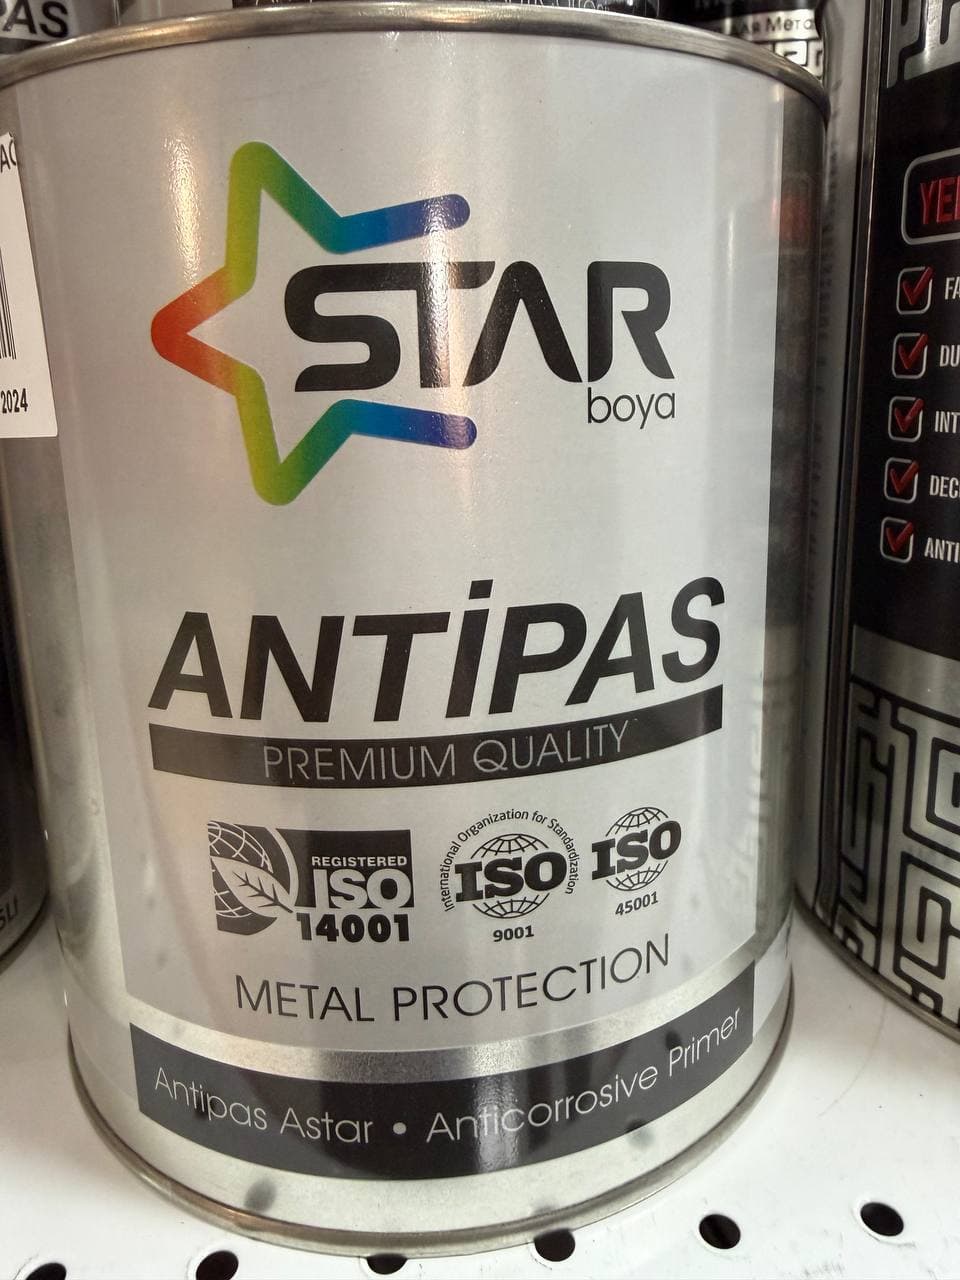 STAR
boya
ANTİPAS
PREMIUM QUALITY
REGISTERED
ISO
14001
International Organization for Standardization
ISO
9001
ISO
45001
METAL PROTECTION
Antipas Astar • Anticorrosive Primer
2024